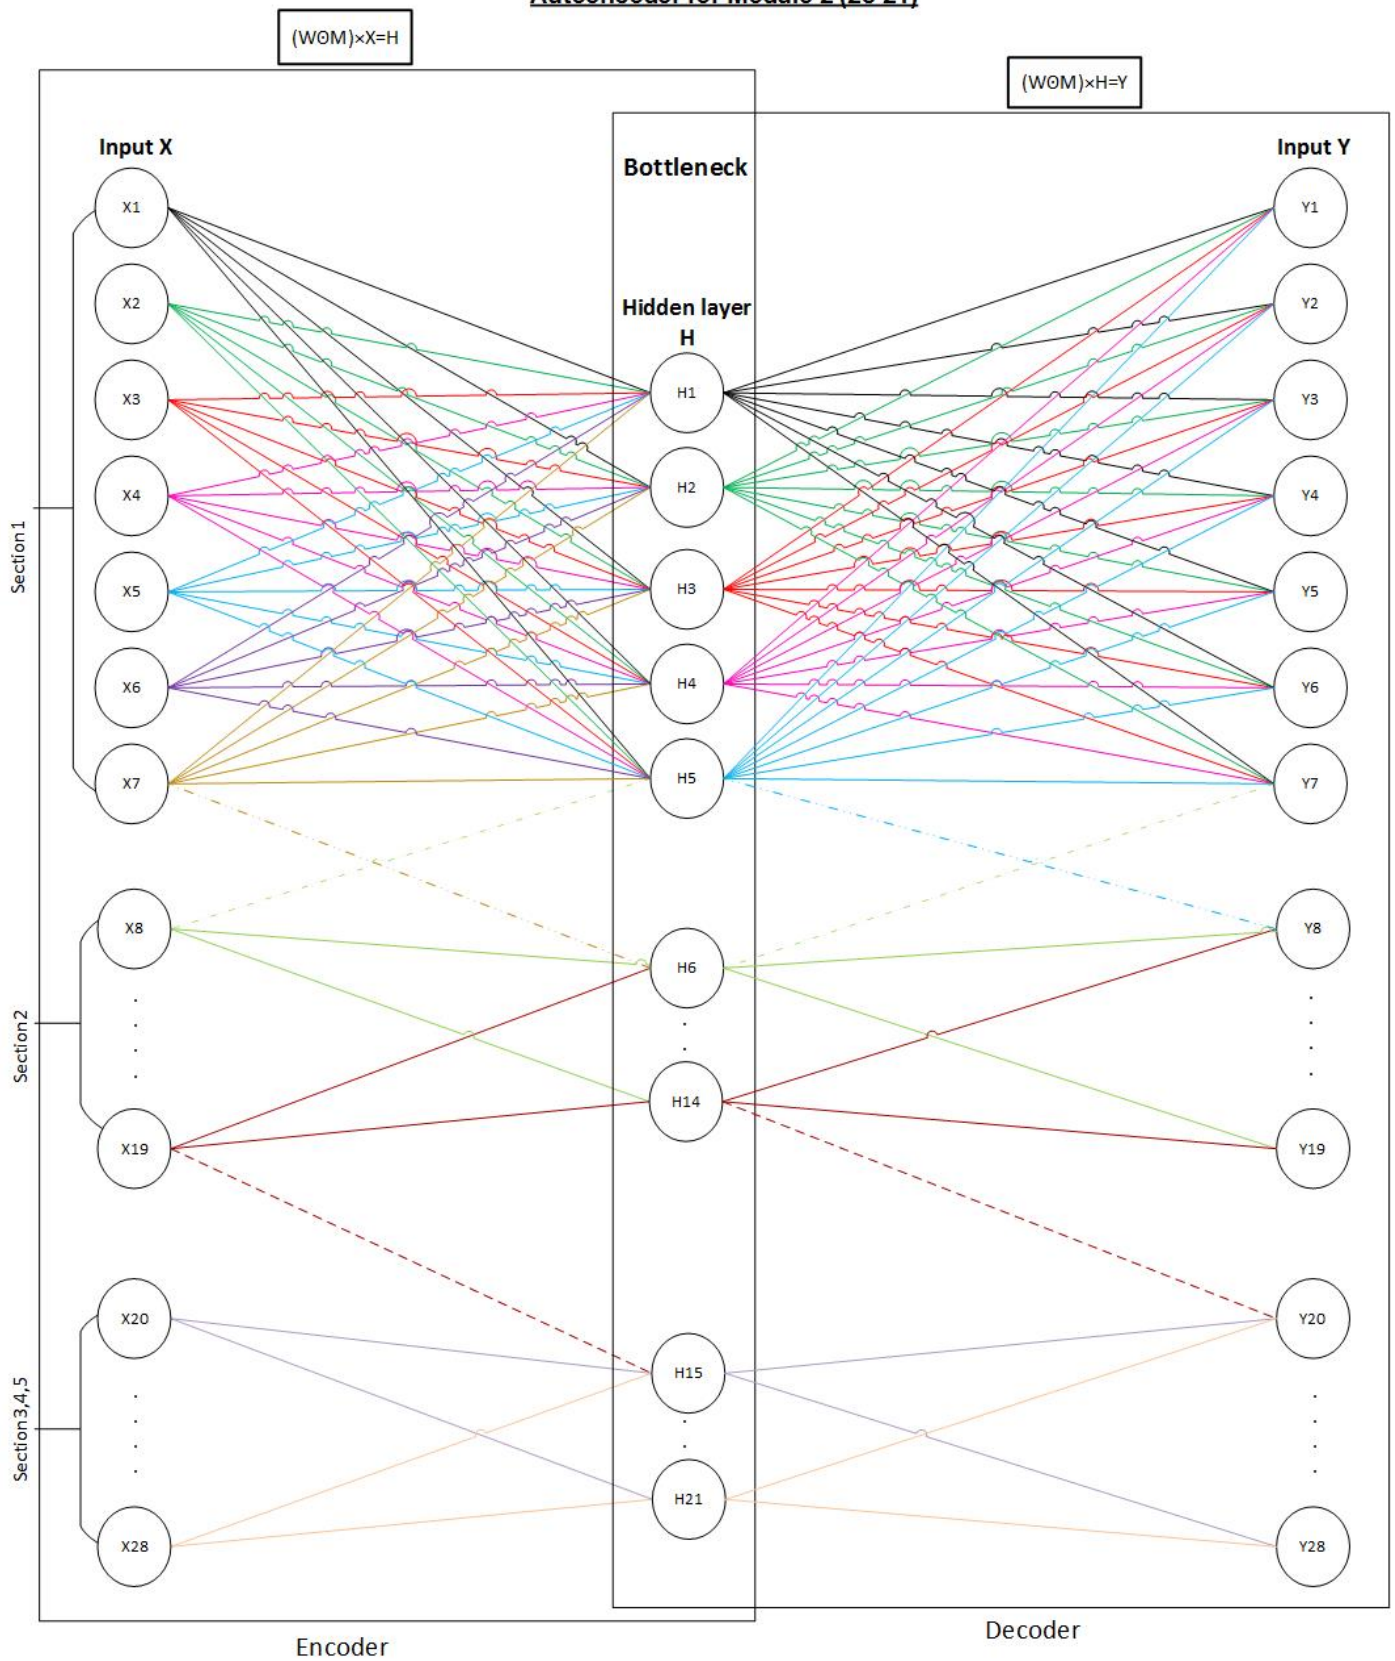 (WʘM)×X=H
(WʘM)×H=Y
Input X
Bottleneck
Input Y
Hidden layer
H
X1
X2
X3
X4
X5
X6
X7
H1
H2
H3
H4
H5
Y1
Y2
Y3
Y4
Y5
Y6
Y7
Section1
X8
X19
H6
H14
Y8
Y19
Section2
X20
X28
H15
H21
Y20
Y28
Section3,4,5
Encoder
Decoder